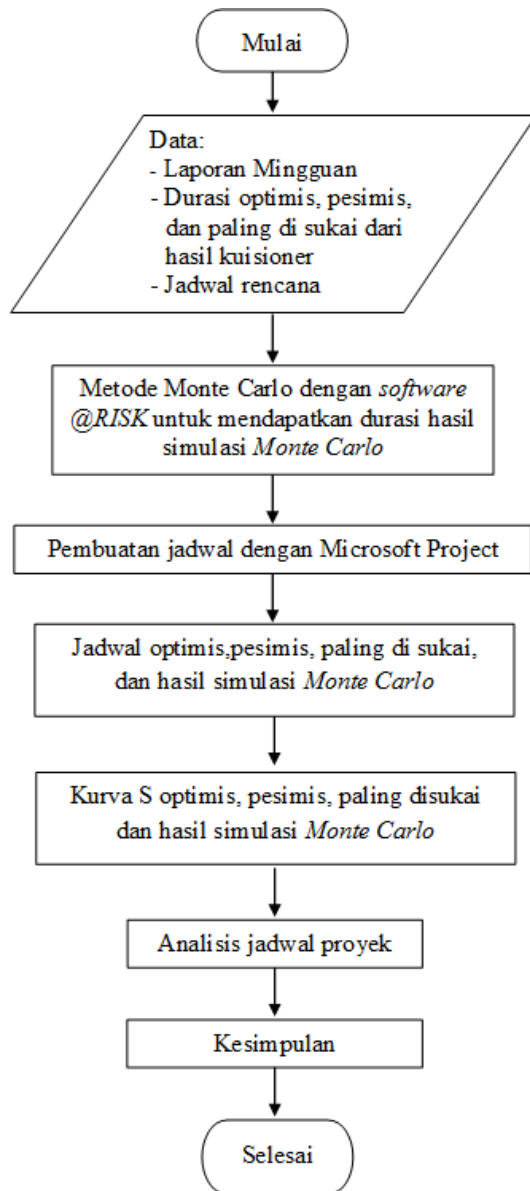 Mulai
Data:
- Laporan Mingguan
- Durasi optimis, pesimis,
dan paling di sukai dari
hasil kuisioner
- Jadwal rencana
Metode Monte Carlo dengan software
@RISK untuk mendapatkan durasi hasil
simulasi Monte Carlo
Pembuatan jadwal dengan Microsoft Project
Jadwal optimis,pesimis, paling di sukai,
dan hasil simulasi Monte Carlo
Kurva S optimis, pesimis, paling disukai
dan hasil simulasi Monte Carlo
Analisis jadwal proyek
Kesimpulan
Selesai